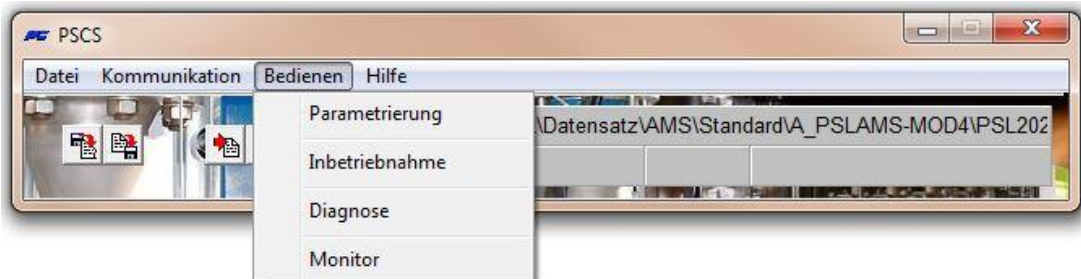 PSCS
Datei Kommunikation Bedienen Hilfe
Parametrierung
\Datensatz\AMS\Standard\A_PSLAMS-MOD4\PSL202
Inbetriebnahme
Diagnose
Monitor